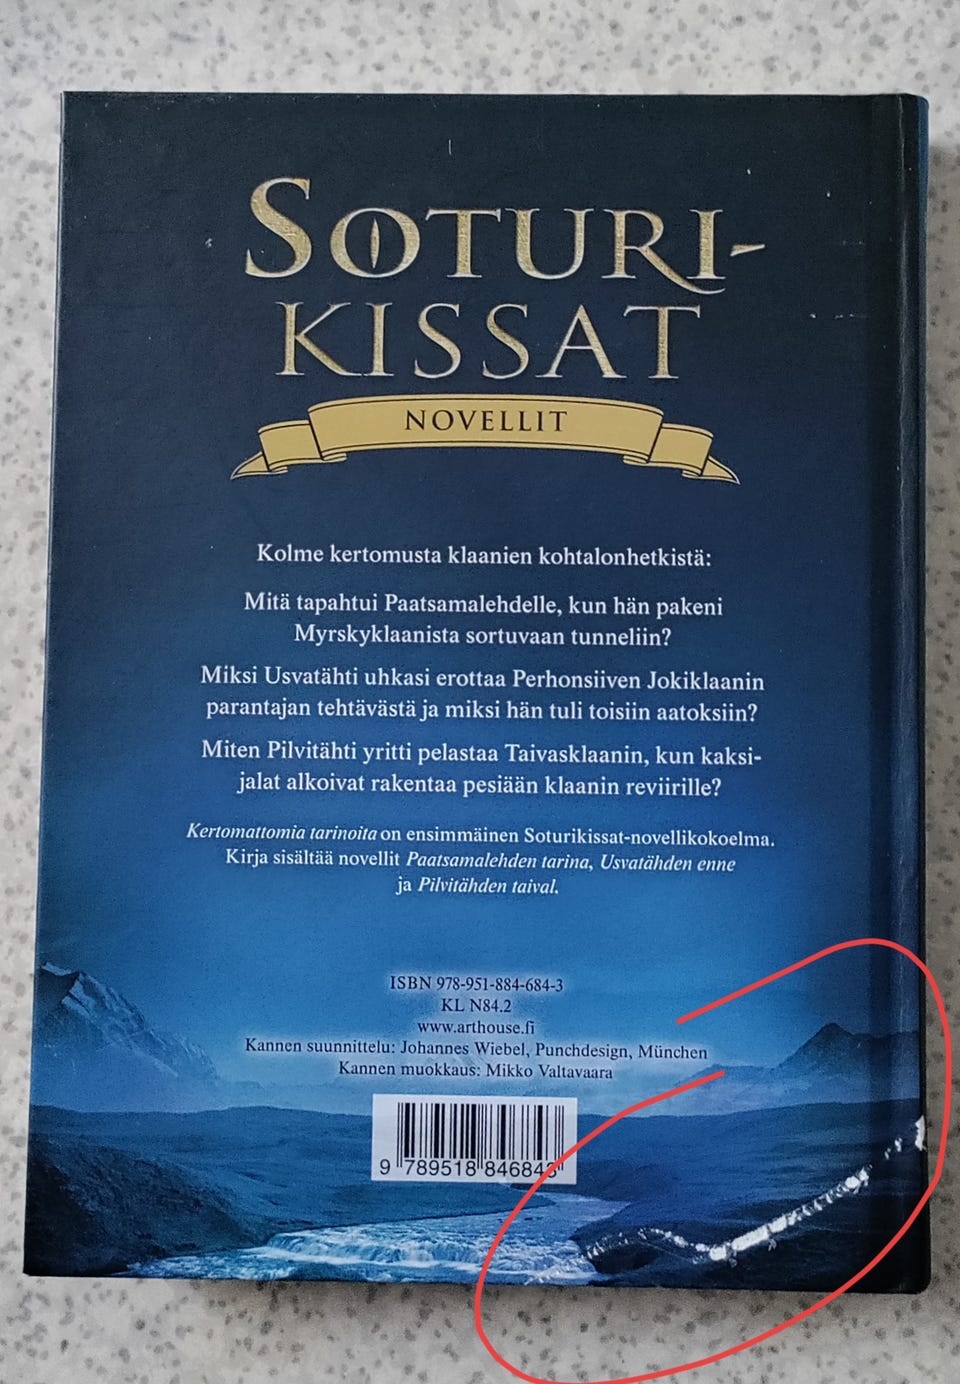 SOTURI-
KISSAT
NOVELLIT
Kolme kertomusta klaanien kohtalonhetkistä:
Mitä tapahtui Paatsamalehdelle, kun hän pakeni
Myrskyklaanista sortuvaan tunneliin?
Miksi Usvatähti uhkasi erottaa Perhonsiiven Jokiklaanin
parantajan tehtävästä ja miksi hän tuli toisiin aatoksiin?
Miten Pilvitähti yritti pelastaa Taivasklaanin, kun kaksi-
jalat alkoivat rakentaa pesiään klaanin reviirille?
Kertomattomia tarinoita on ensimmäinen Soturikissat-novellikokoelma.
Kirja sisältää novellit Paatsamalehden tarina, Usvatähden enne
ja Pilvitähden taival.
ISBN 978-951-884-684-3
KL N84.2
www.arthouse.fi
Kannen suunnittelu: Johannes Wiebel, Punchdesign, München
Kannen muokkaus: Mikko Valtavaara
9 789518 846843